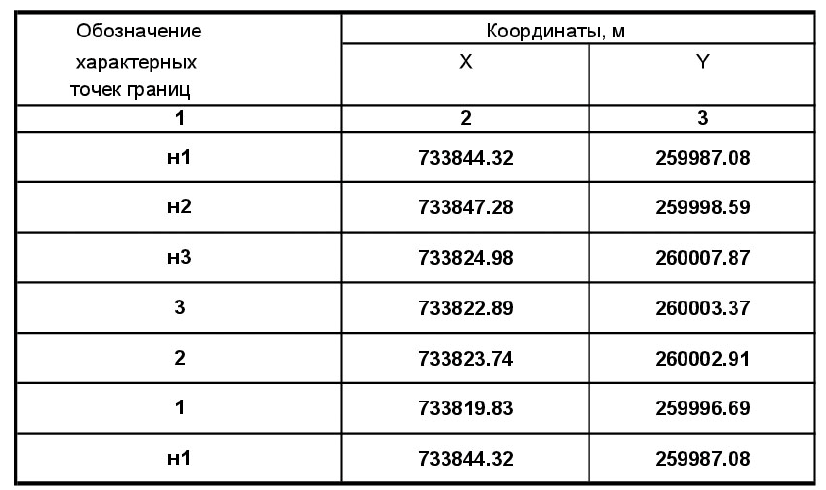 Обозначение
характерных
точек границ
Координаты, м
X Y
1 2 3
н1 733844.32 259987.08
н2 733847.28 259998.59
н3 733824.98 260007.87
3 733822.89 260003.37
2 733823.74 260002.91
1 733819.83 259996.69
н1 733844.32 259987.08